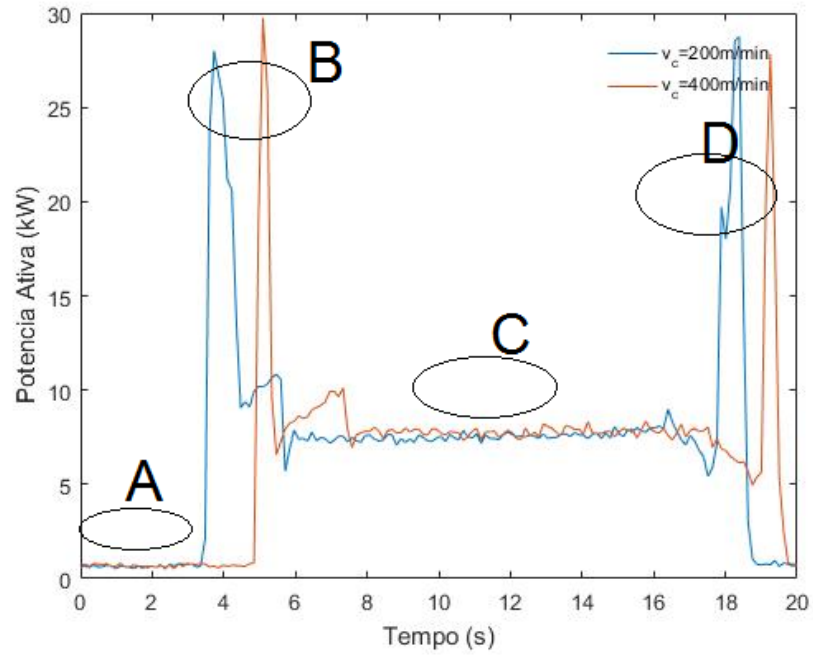 30
25
20
15
10
5
0
Potencia Ativa (kW)
0 2 4 6 8 10 12 14 16 18 20
Tempo (s)
v_c=200m/min
v_c=400m/min
A
B
C
D